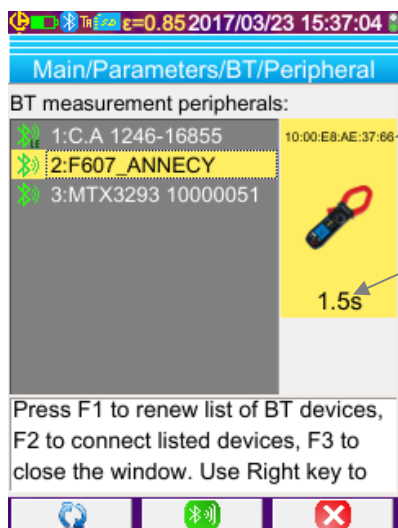 ε=0.85 2017/03/23 15:37:04
Main/Parameters/BT/Peripheral
BT measurement peripherals:
1:C.A 1246-16855
10:00:E8:AE:37:66
2:F607_ANNECY
3:MTX3293 10000051
1.5s
Press F1 to renew list of BT devices,
F2 to connect listed devices, F3 to
close the window. Use Right key to